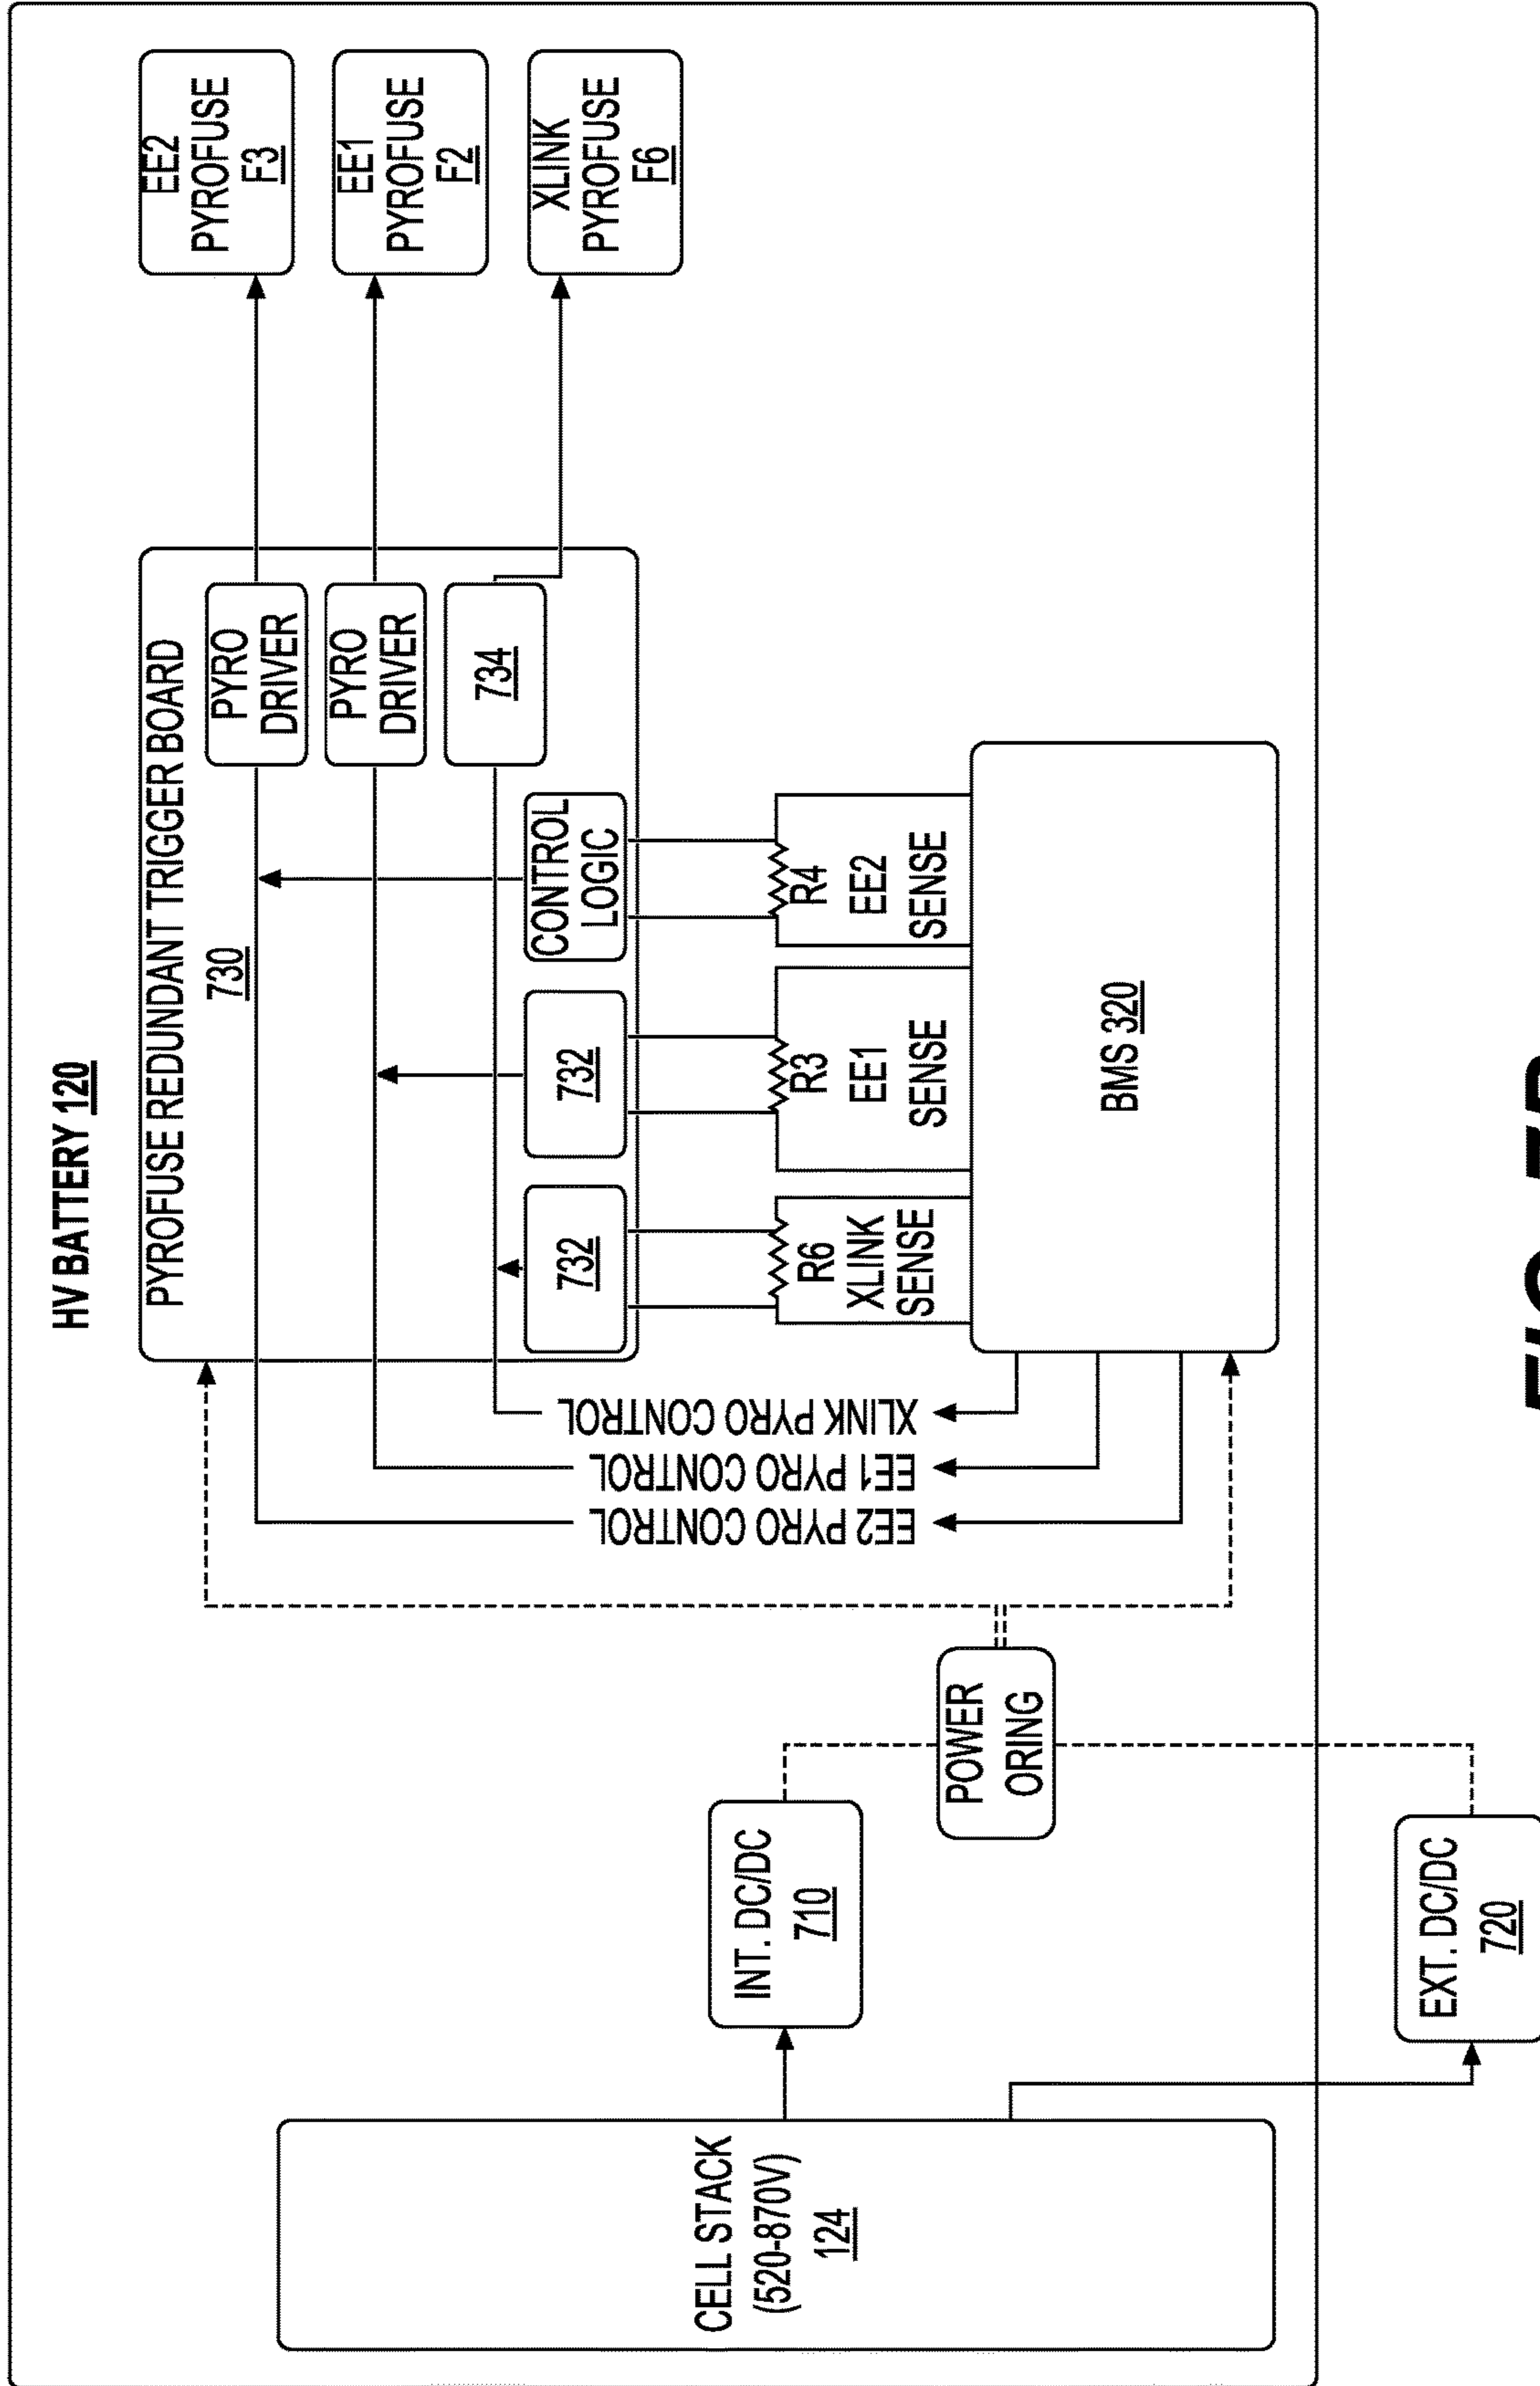 HV BATTERY 120
CELL STACK
(520-870V)
124
INT. DC/DC
710
EXT. DC/DC
720
POWER
ORING
EE2 PYRO CONTROL
EE1 PYRO CONTROL
XLINK PYRO CONTROL
PYROFUSE REDUNDANT TRIGGER BOARD
730
PYRO
DRIVER
PYRO
DRIVER
734
732
732
CONTROL
LOGIC
R6
XLINK
SENSE
R3
EE1
SENSE
R4
EE2
SENSE
BMS 320
EE2
PYROFUSE
F3
EE1
PYROFUSE
F2
XLINK
PYROFUSE
F6